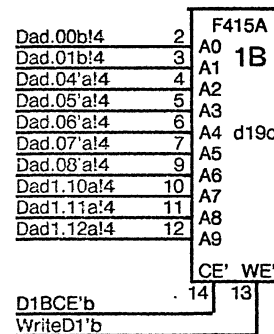 F415A
Dad.00b!4 2 A0 1B
Dad.01b!4 3 A1
Dad.04'a!4 4 A2
Dad.05'a!4 5 A3
Dad.06'a!4 6 A4 d19c
Dad.07'a!4 7 A5
Dad.08'a!4 9 A6
Dad1.10a!4 10 A7
Dad1.11a!4 11 A8
Dad1.12a!4 12 A9
CE' WE'
D1BCE'b 14 13
WriteD1'b